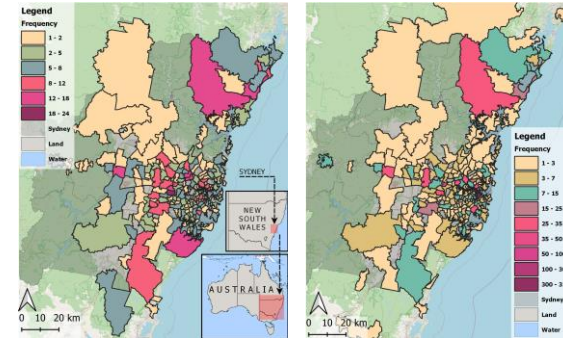 Legend
Frequency
1 - 2
2 - 5
5 - 8
8 - 12
12 - 18
18 - 24
Sydney
Land
Water
SYDNEY
NEW
SOUTH
WALES
AUSTRALIA
0 10 20 km
Legend
Frequency
1 - 3
3 - 7
7 - 15
15 - 25
25 - 35
35 - 50
50 - 100
100 - 30
300 - 3
Sydney
Land
Water
0 10 20 km